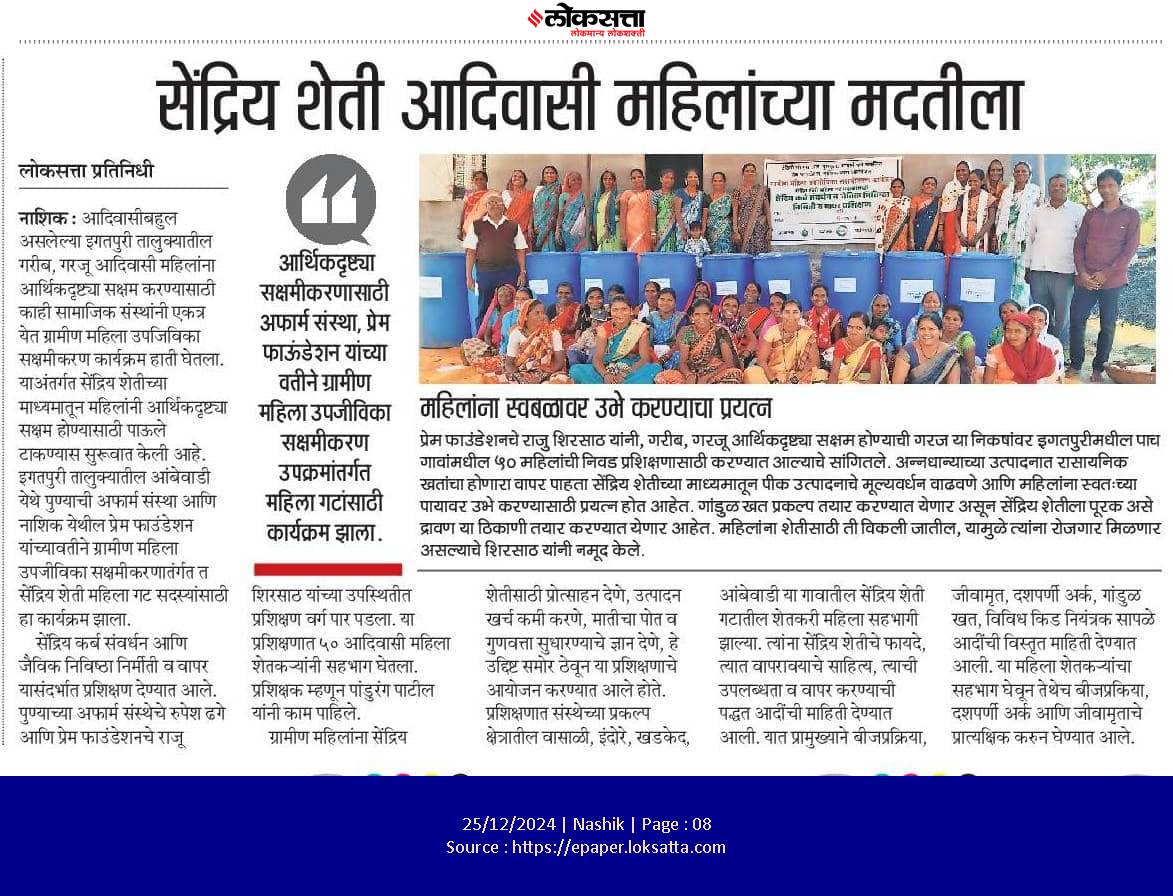 लोकसत्ता
लोकमान्य लोकशक्ती
सेंद्रिय शेती आदिवासी महिलांच्या मदतीला
लोकसत्ता प्रतिनिधी
नाशिक : आदिवासीबहुल
असलेल्या इगतपुरी तालुक्यातील
गरीब, गरजू आदिवासी महिलांना
आर्थिकदृष्ट्या सक्षम करण्यासाठी
काही सामाजिक संस्थांनी एकत्र
येत ग्रामीण महिला उपजिविका
सक्षमीकरण कार्यक्रम हाती घेतला.
याअंतर्गत सेंद्रिय शेतीच्या
माध्यमातून महिलांनी आर्थिकदृष्ट्या
सक्षम होण्यासाठी पाऊले
टाकण्यास सुरूवात केली आहे.
इगतपुरी तालुक्यातील आंबेवाडी
येथे पुण्याची अफार्म संस्था आणि
नाशिक येथील प्रेम फाउंडेशन
यांच्यावतीने ग्रामीण महिला
उपजीविका सक्षमीकरणातंर्गत त
सेंद्रिय शेती महिला गट सदस्यांसाठी
हा कार्यक्रम झाला.
सेंद्रिय कर्ब संवर्धन आणि
जैविक निविष्ठा निर्मीती व वापर
यासंदर्भात प्रशिक्षण देण्यात आले.
पुण्याच्या अफार्म संस्थेचे रुपेश ढगे
आणि प्रेम फाउंडेशनचे राजू
आर्थिकदृष्ट्या
सक्षमीकरणासाठी
अफार्म संस्था, प्रेम
फाऊंडेशन यांच्या
वतीने ग्रामीण
महिला उपजीविका
सक्षमीकरण
उपक्रमांतर्गत
महिला गटांसाठी
कार्यक्रम झाला.
महिलांना स्वबळावर उभे करण्याचा प्रयत्न
प्रेम फाउंडेशनचे राजु शिरसाठ यांनी, गरीब, गरजू आर्थिकदृष्ट्या सक्षम होण्याची गरज या निकषांवर इगतपुरीमधील पाच
गावांमधील ५० महिलांची निवड प्रशिक्षणासाठी करण्यात आल्याचे सांगितले. अन्नधान्याच्या उत्पादनात रासायनिक
खतांचा होणारा वापर पाहता सेंद्रिय शेतीच्या माध्यमातून पीक उत्पादनाचे मूल्यवर्धन वाढवणे आणि महिलांना स्वतःच्या
पायावर उभे करण्यासाठी प्रयत्न होत आहेत. गांडुळ खत प्रकल्प तयार करण्यात येणार असून सेंद्रिय शेतीला पूरक असे
द्रावण या ठिकाणी तयार करण्यात येणार आहेत. महिलांना शेतीसाठी ती विकली जातील, यामुळे त्यांना रोजगार मिळणार
असल्याचे शिरसाठ यांनी नमूद केले.
शिरसाठ यांच्या उपस्थितीत
प्रशिक्षण वर्ग पार पडला. या
प्रशिक्षणात ५० आदिवासी महिला
शेतकऱ्यांनी सहभाग घेतला.
प्रशिक्षक म्हणून पांडुरंग पाटील
यांनी काम पाहिले.
ग्रामीण महिलांना सेंद्रिय
शेतीसाठी प्रोत्साहन देणे, उत्पादन
खर्च कमी करणे, मातीचा पोत व
गुणवत्ता सुधारण्याचे ज्ञान देणे, हे
उद्दिष्ट समोर ठेवून या प्रशिक्षणाचे
आयोजन करण्यात आले होते.
प्रशिक्षणात संस्थेच्या प्रकल्प
क्षेत्रातील वासाळी, इंदोरे, खडकेद,
आंबेवाडी या गावातील सेंद्रिय शेती
गटातील शेतकरी महिला सहभागी
झाल्या. त्यांना सेंद्रिय शेतीचे फायदे,
त्यात वापरावयाचे साहित्य, त्याची
उपलब्धता व वापर करण्याची
पद्धत आदींची माहिती देण्यात
आली. यात प्रामुख्याने बीजप्रक्रिया,
जीवामृत, दशपर्णी अर्क, गांडुळ
खत, विविध किड नियंत्रक सापळे
आदींची विस्तृत माहिती देण्यात
आली. या महिला शेतकऱ्यांचा
सहभाग घेवून तेथेच बीजप्रकिया,
दशपर्णी अर्क आणि जीवामृताचे
प्रात्यक्षिक करुन घेण्यात आले.
25/12/2024 | Nashik | Page : 08
Source : https://epaper.loksatta.com